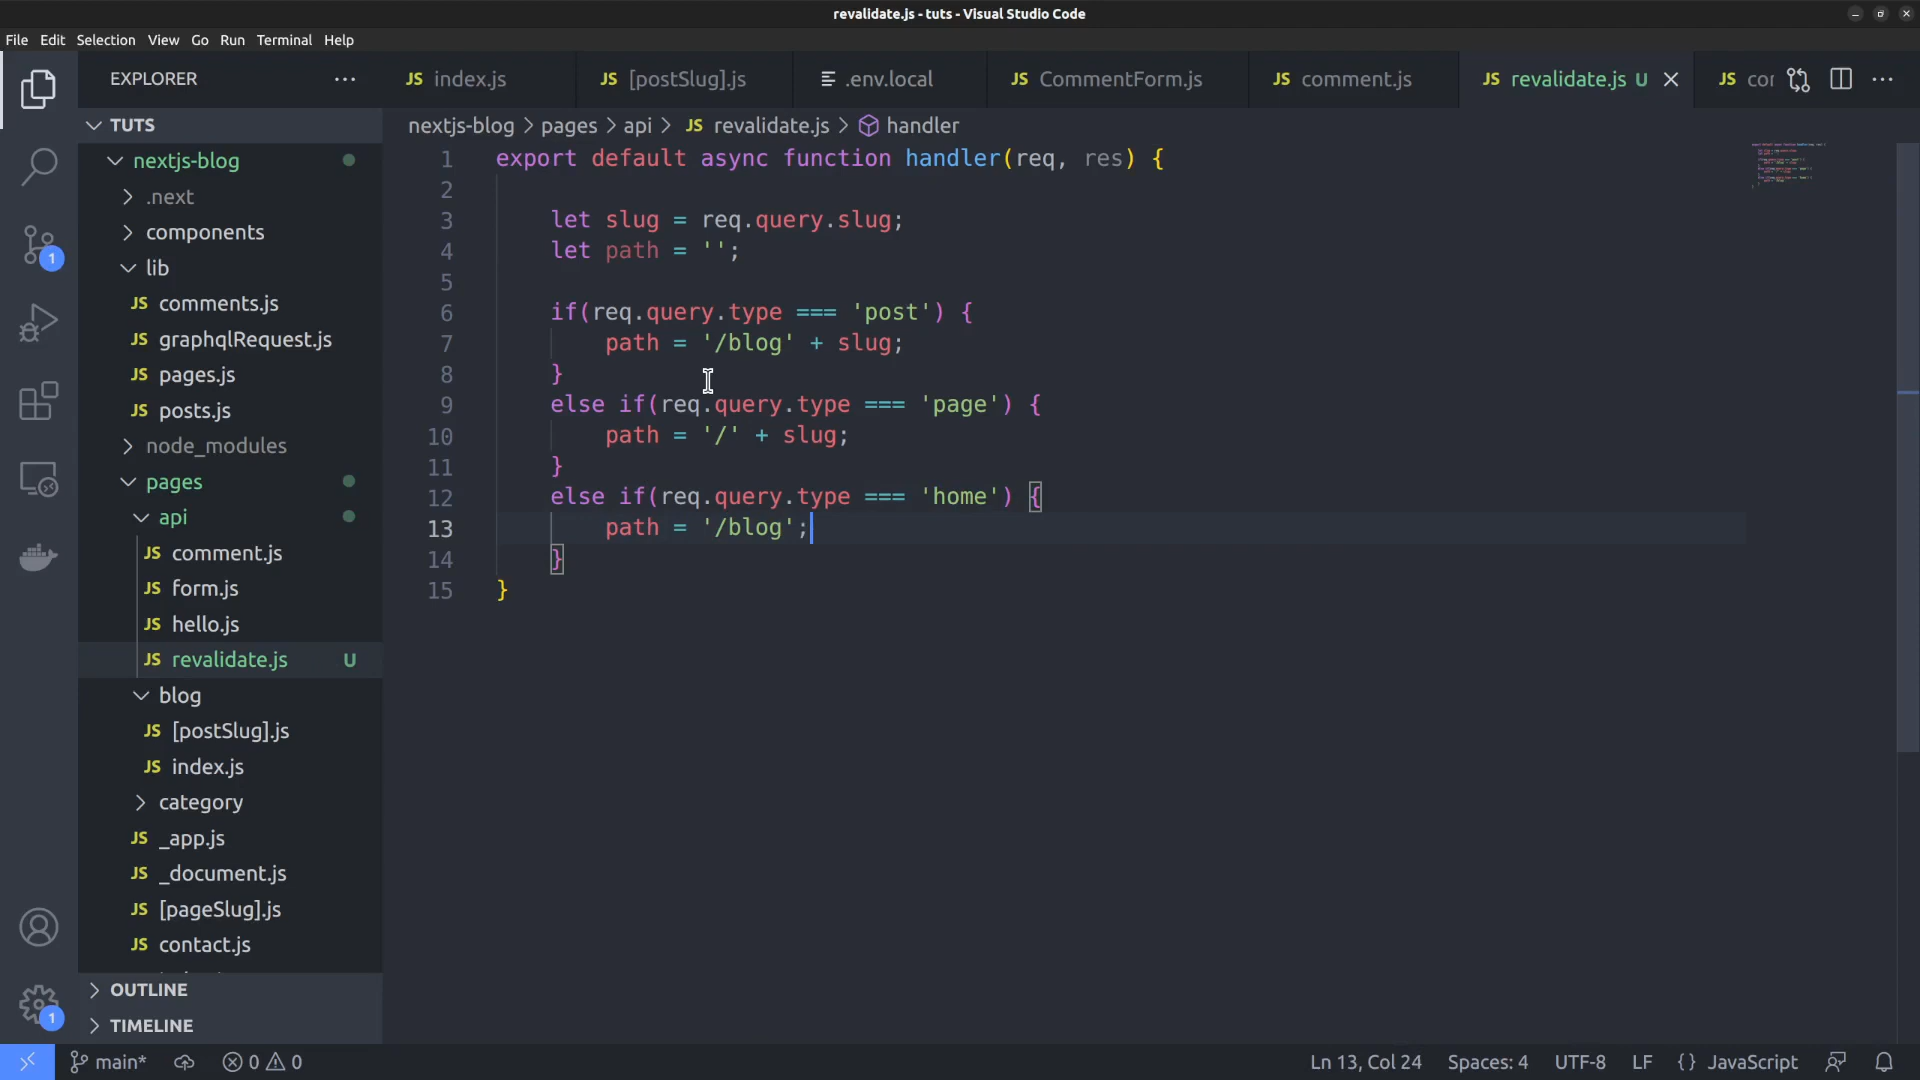 revalidate.js - tuts - Visual Studio Code
File Edit Selection View Go Run Terminal Help
EXPLORER
JS index.js
JS [postSlug].js
.env.local
JS CommentForm.js
JS comment.js
JS revalidate.js U
JS cor
TUTS
nextjs-blog
.next
components
lib
JS comments.js
JS graphqlRequest.js
JS pages.js
JS posts.js
node_modules
pages
api
JS comment.js
JS form.js
JS hello.js
JS revalidate.js U
blog
JS [postSlug].js
JS index.js
category
JS _app.js
JS _document.js
JS [pageSlug].js
JS contact.js
OUTLINE
TIMELINE
1
1
nextjs-blog > pages > api > JS revalidate.js > handler
1 export default async function handler(req, res) {
2
3 let slug = req.query.slug;
4 let path = '';
5
6 if(req.query.type === 'post') {
7 path = '/blog' + slug;
8 }
9 else if(req.query.type === 'page') {
10 path = '/' + slug;
11 }
12 else if(req.query.type === 'home') {
13 path = '/blog';
14 }
15 }
main* 0 0 Ln 13, Col 24 Spaces: 4 UTF-8 LF {} JavaScript